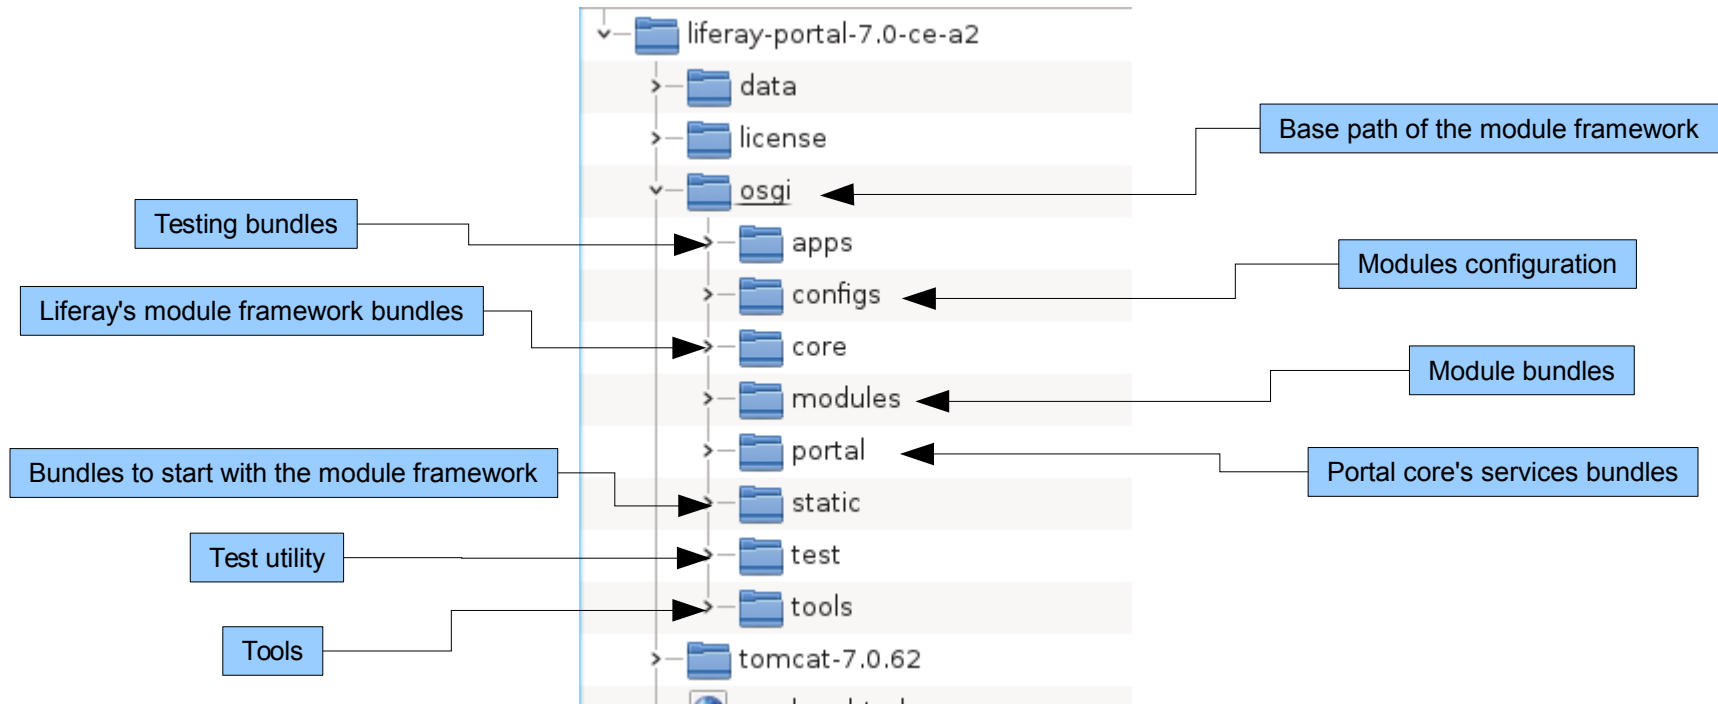 liferay-portal-7.0-ce-a2
data
Base path of the module framework
license
osgi
Testing bundles
apps
Modules configuration
configs
Liferay's module framework bundles
core
Module bundles
modules
portal
Bundles to start with the module framework
Portal core's services bundles
static
Test utility
test
tools
Tools
tomcat-7.0.62